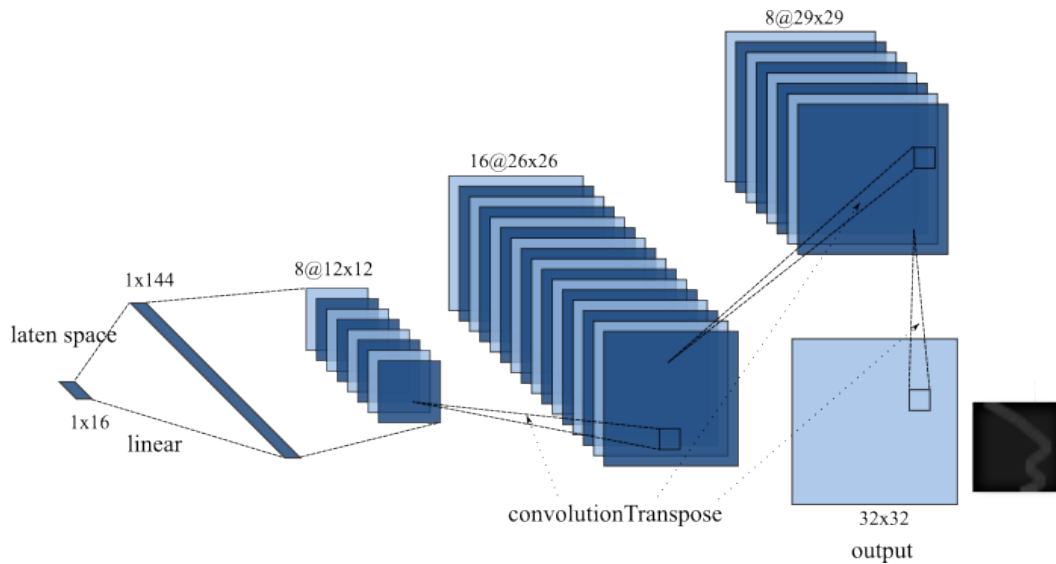 8@29x29
16@26x26
8@12x12
1x144
laten space
1x16
linear
convolutionTranspose
32x32
output